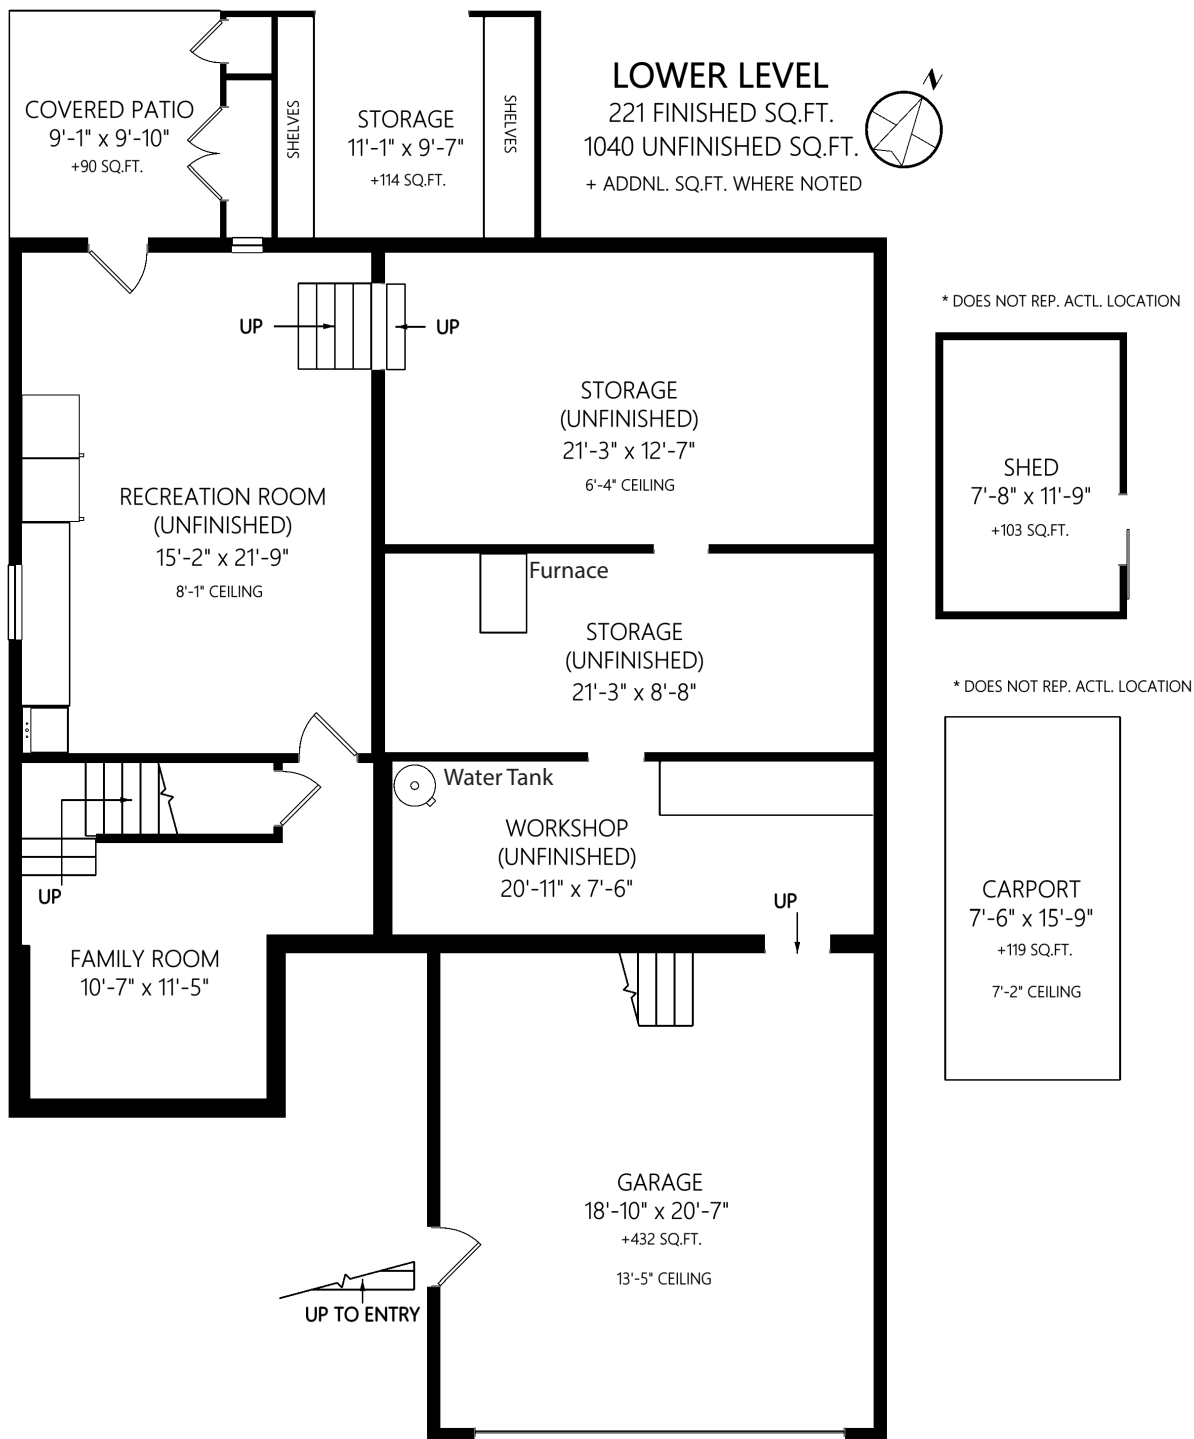 LOWER LEVEL
221 FINISHED SQ.FT.
1040 UNFINISHED SQ.FT.
+ ADDNL. SQ.FT. WHERE NOTED
N
COVERED PATIO
9'-1" x 9'-10"
+90 SQ.FT.
SHELVES
STORAGE
11'-1" x 9'-7"
+114 SQ.FT.
SHELVES
UP
UP
STORAGE
(UNFINISHED)
21'-3" x 12'-7"
6'-4" CEILING
* DOES NOT REP. ACTL. LOCATION
SHED
7'-8" x 11'-9"
+103 SQ.FT.
RECREATION ROOM
(UNFINISHED)
15'-2" x 21'-9"
8'-1" CEILING
Furnace
STORAGE
(UNFINISHED)
21'-3" x 8'-8"
* DOES NOT REP. ACTL. LOCATION
Water Tank
WORKSHOP
(UNFINISHED)
20'-11" x 7'-6"
UP
UP
CARPORT
7'-6" x 15'-9"
+119 SQ.FT.
7'-2" CEILING
FAMILY ROOM
10'-7" x 11'-5"
GARAGE
18'-10" x 20'-7"
+432 SQ.FT.
13'-5" CEILING
UP TO ENTRY